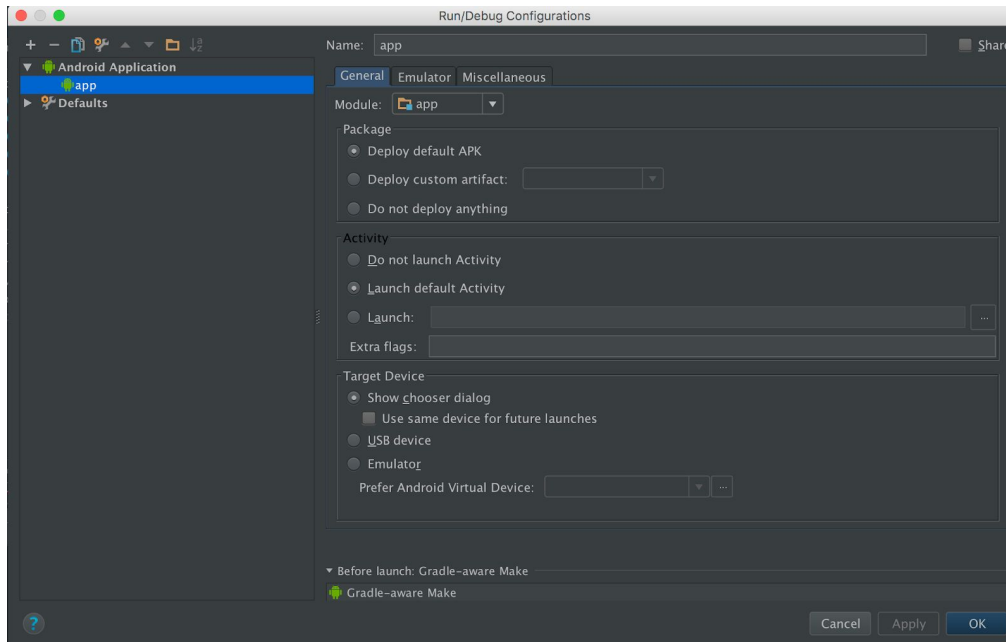 Run/Debug Configurations
Name: app Share
Android Application
app
Defaults
General Emulator Miscellaneous
Module: app
Package
Deploy default APK
Deploy custom artifact:
Do not deploy anything
Activity
Do not launch Activity
Launch default Activity
Launch: ...
Extra flags:
Target Device
Show chooser dialog
Use same device for future launches
USB device
Emulator
Prefer Android Virtual Device: ...
Before launch: Gradle-aware Make
Gradle-aware Make
? Cancel Apply OK